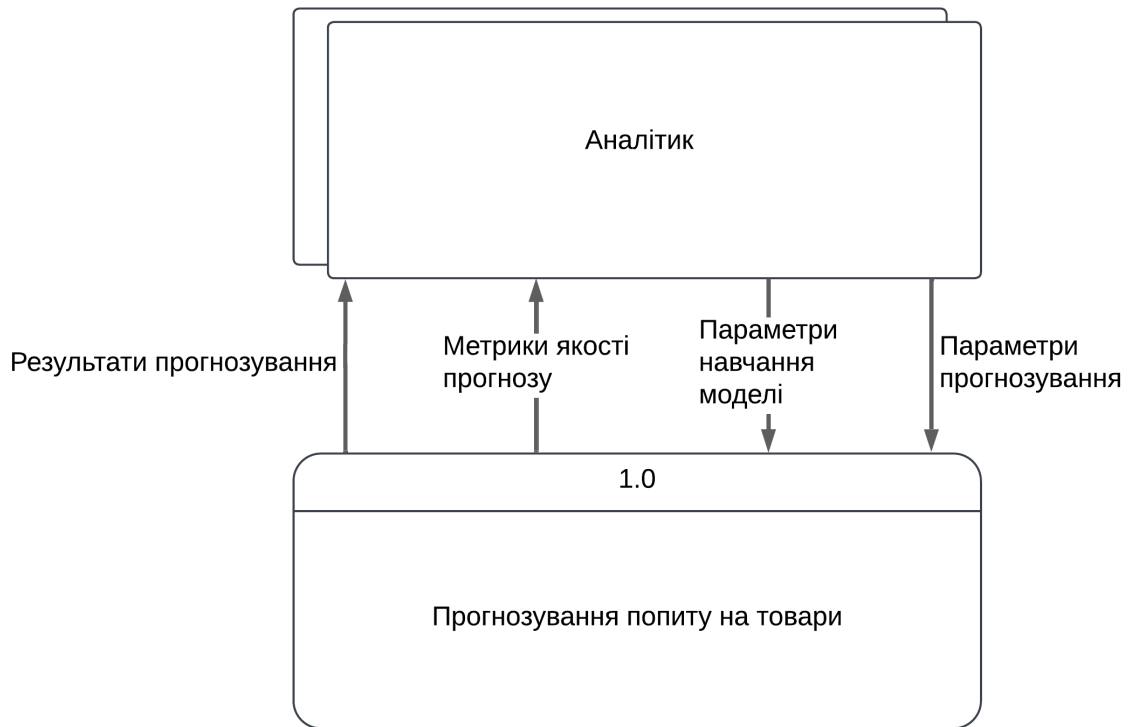 Аналітик
Результати прогнозування
Метрики якості
прогнозу
Параметри
навчання
моделі
Параметри
прогнозування
1.0
Прогнозування попиту на товари